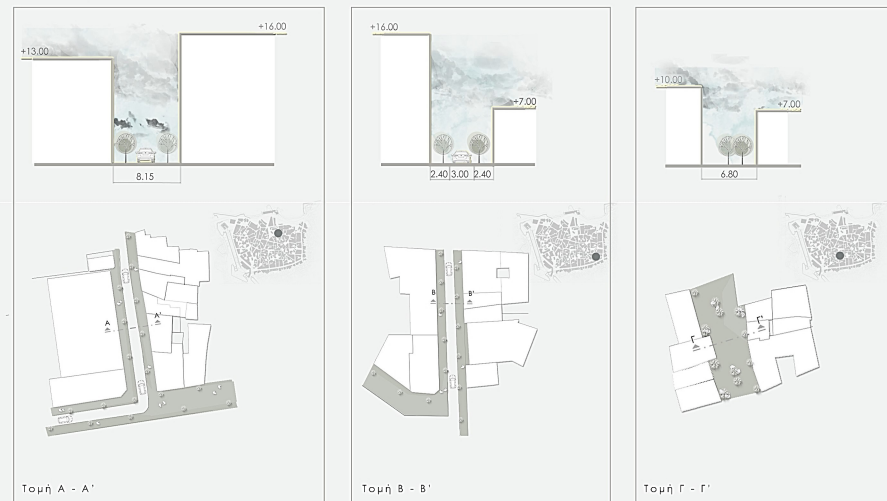 +13.00
+16.00
8.15
A
A'
Τομή Α - Α'
+16.00
+7.00
2.40 3.00 2.40
B
B'
Τομή Β - Β'
+10.00
+7.00
6.80
Γ
Γ'
Τομή Γ - Γ'